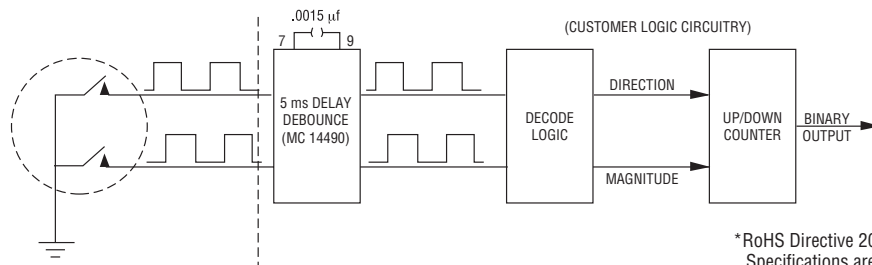 .0015 µf
7 9
(CUSTOMER LOGIC CIRCUITRY)
5 ms DELAY
DEBOUNCE
(MC 14490)
DECODE
LOGIC
DIRECTION
MAGNITUDE
UP/DOWN
COUNTER
BINARY
OUTPUT
*RoHS Directive 20
Specifications are